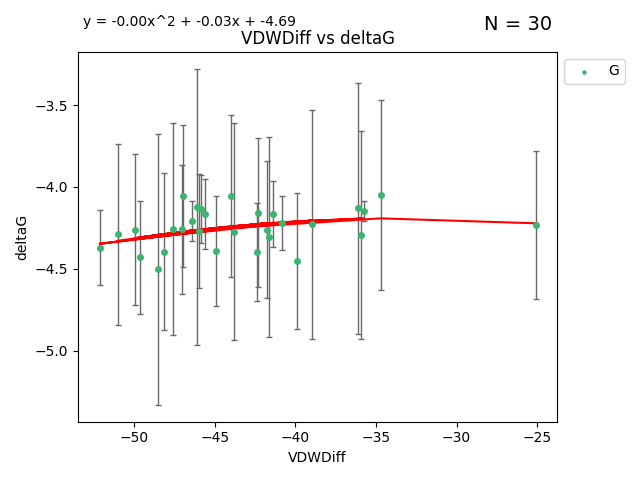 y = -0.00x^2 + -0.03x + -4.69
N = 30
VDWDiff vs deltaG
G
−3.5
−4.0
−4.5
−5.0
deltaG
−50
−45
−40
−35
−30
−25
VDWDiff